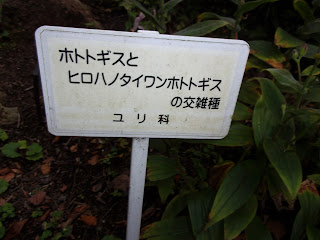 ホトトギスと
ヒロハノタイワンホトトギス
の交雑種
ユリ科